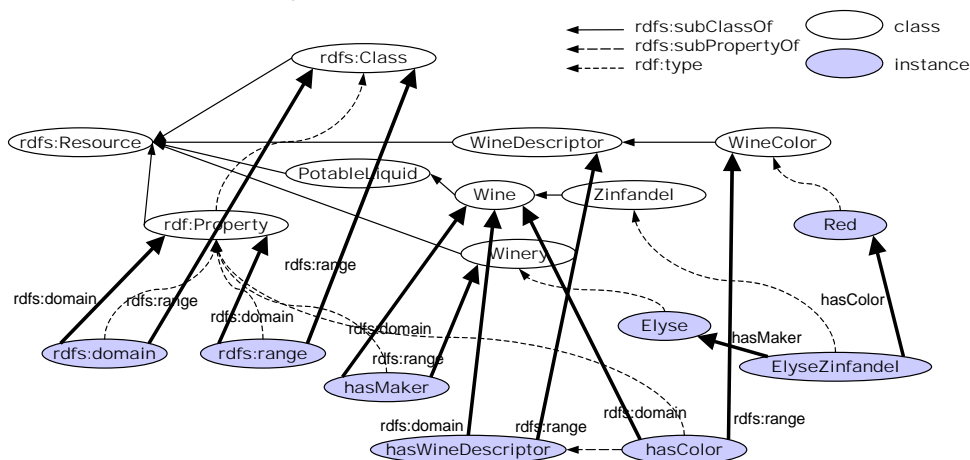 rdfs:subClassOf
rdfs:subPropertyOf
rdf:type
class
instance
rdfs:Class
rdfs:Resource
WineDescriptor
WineColor
PotableLiquid
Wine
Zinfandel
rdf:Property
Red
Winery
rdfs:range
rdfs:domain
rdfs:range
hasColor
rdfs:domain
rdfs:domain
Elyse
hasMaker
rdfs:domain
rdfs:range
rdfs:range
ElyseZinfandel
hasMaker
rdfs:domain
rdfs:range
rdfs:domain
rdfs:range
hasWineDescriptor
hasColor